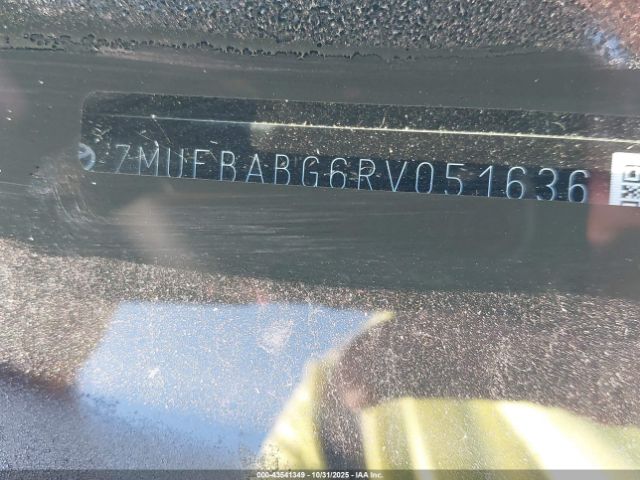 7MUFBABG6RV051636
000-43541349 | 10/31/2025 - IAA Inc.